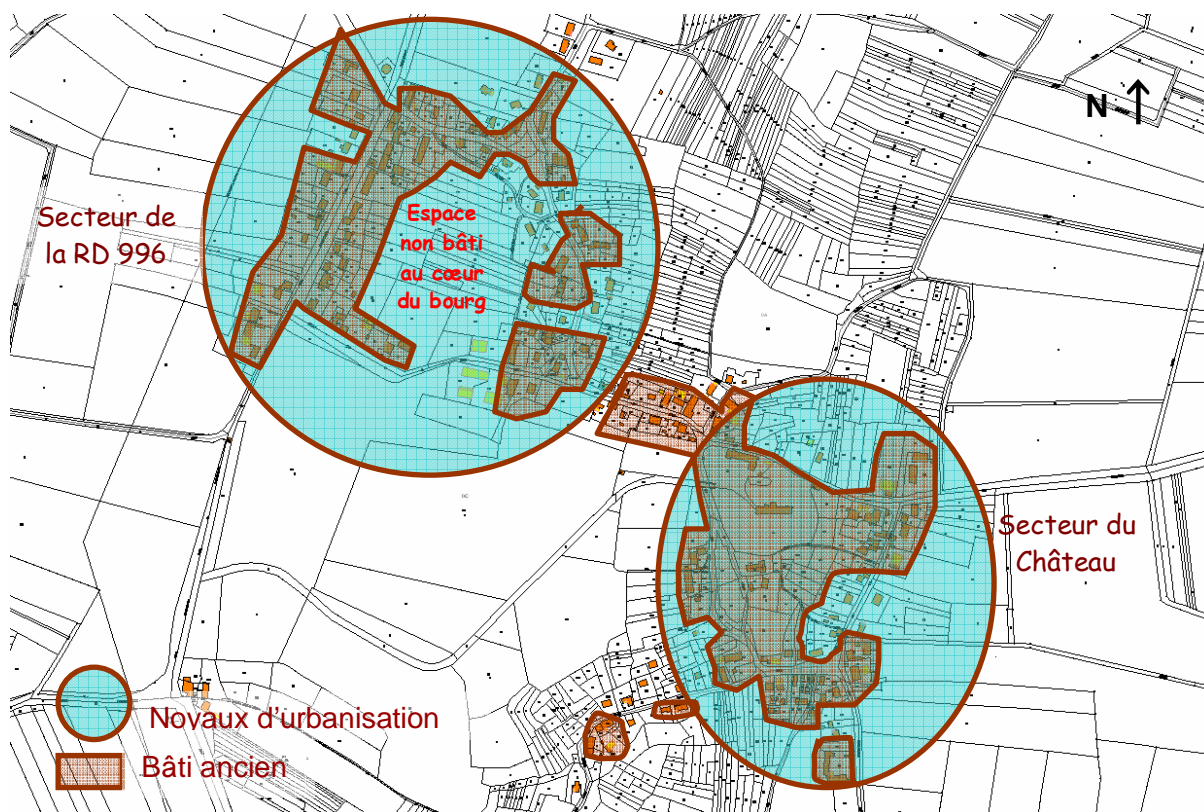 N
Secteur de
la RD 996
Espace
non bâti
au cœur
du bourg
Secteur du
Château
Noyaux d'urbanisation
Bâti ancien